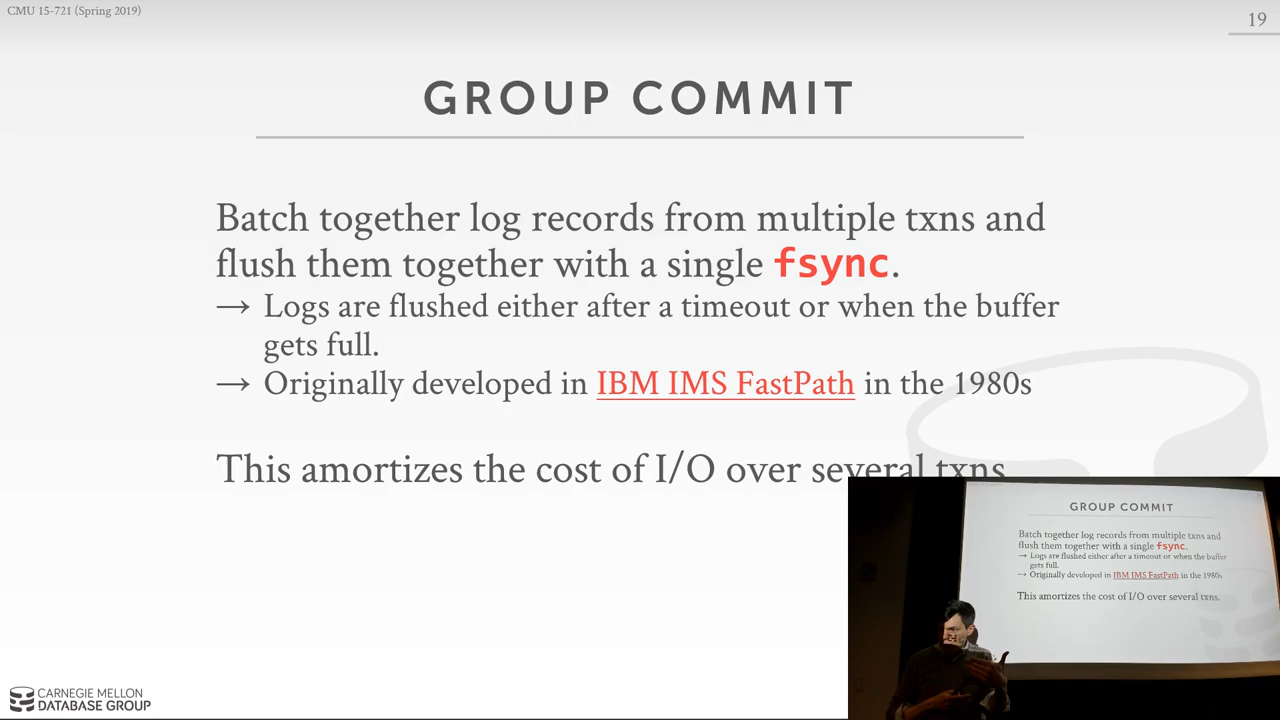 CMU 15-721 (Spring 2019)
19
GROUP COMMIT
Batch together log records from multiple txns and
flush them together with a single fsync.
→ Logs are flushed either after a timeout or when the buffer
gets full.
→ Originally developed in IBM IMS FastPath in the 1980s
This amortizes the cost of I/O over several txns
GROUP COMMIT
Batch together log records from multiple txns and
flush them together with a single fsync.
→ Logs are flushed either after a timeout or when the buffer
gets full.
→ Originally developed in IBM IMS FastPath in the 1980s
This amortizes the cost of I/O over several txns.
CARNEGIE MELLON
DATABASE GROUP